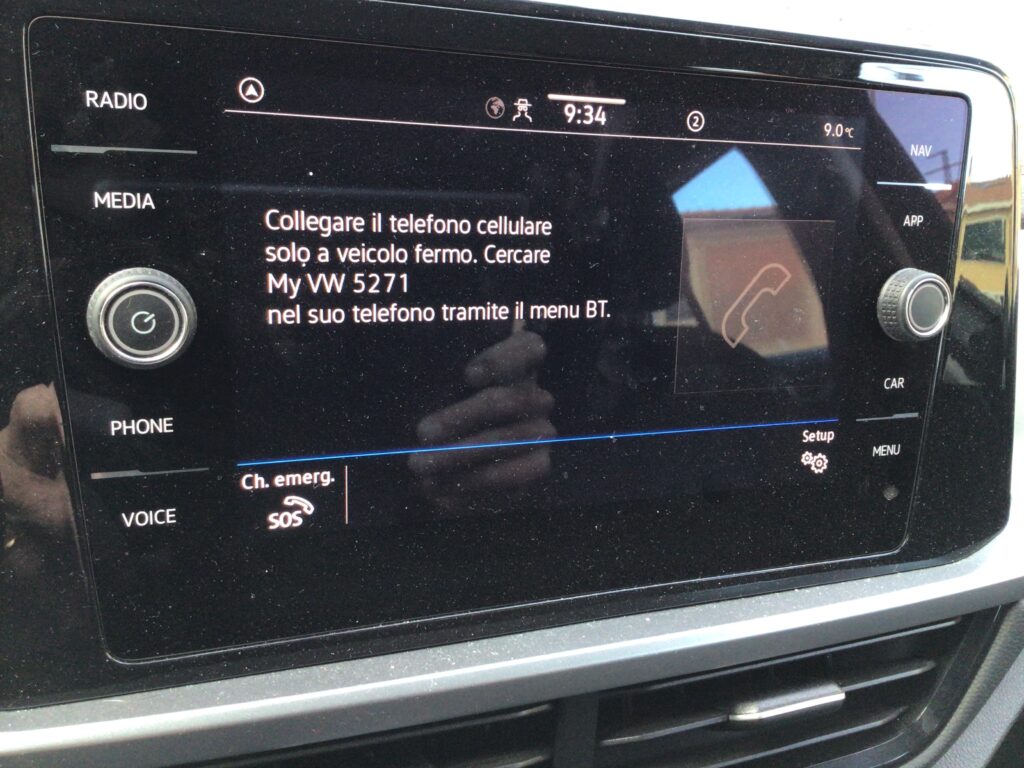 RADIO
9:34
2
9.0 °C
NAV
MEDIA
APP
Collegare il telefono cellulare
solo a veicolo fermo. Cercare
My VW 5271
nel suo telefono tramite il menu BT.
CAR
PHONE
Setup
MENU
Ch. emerg.
SOS
VOICE